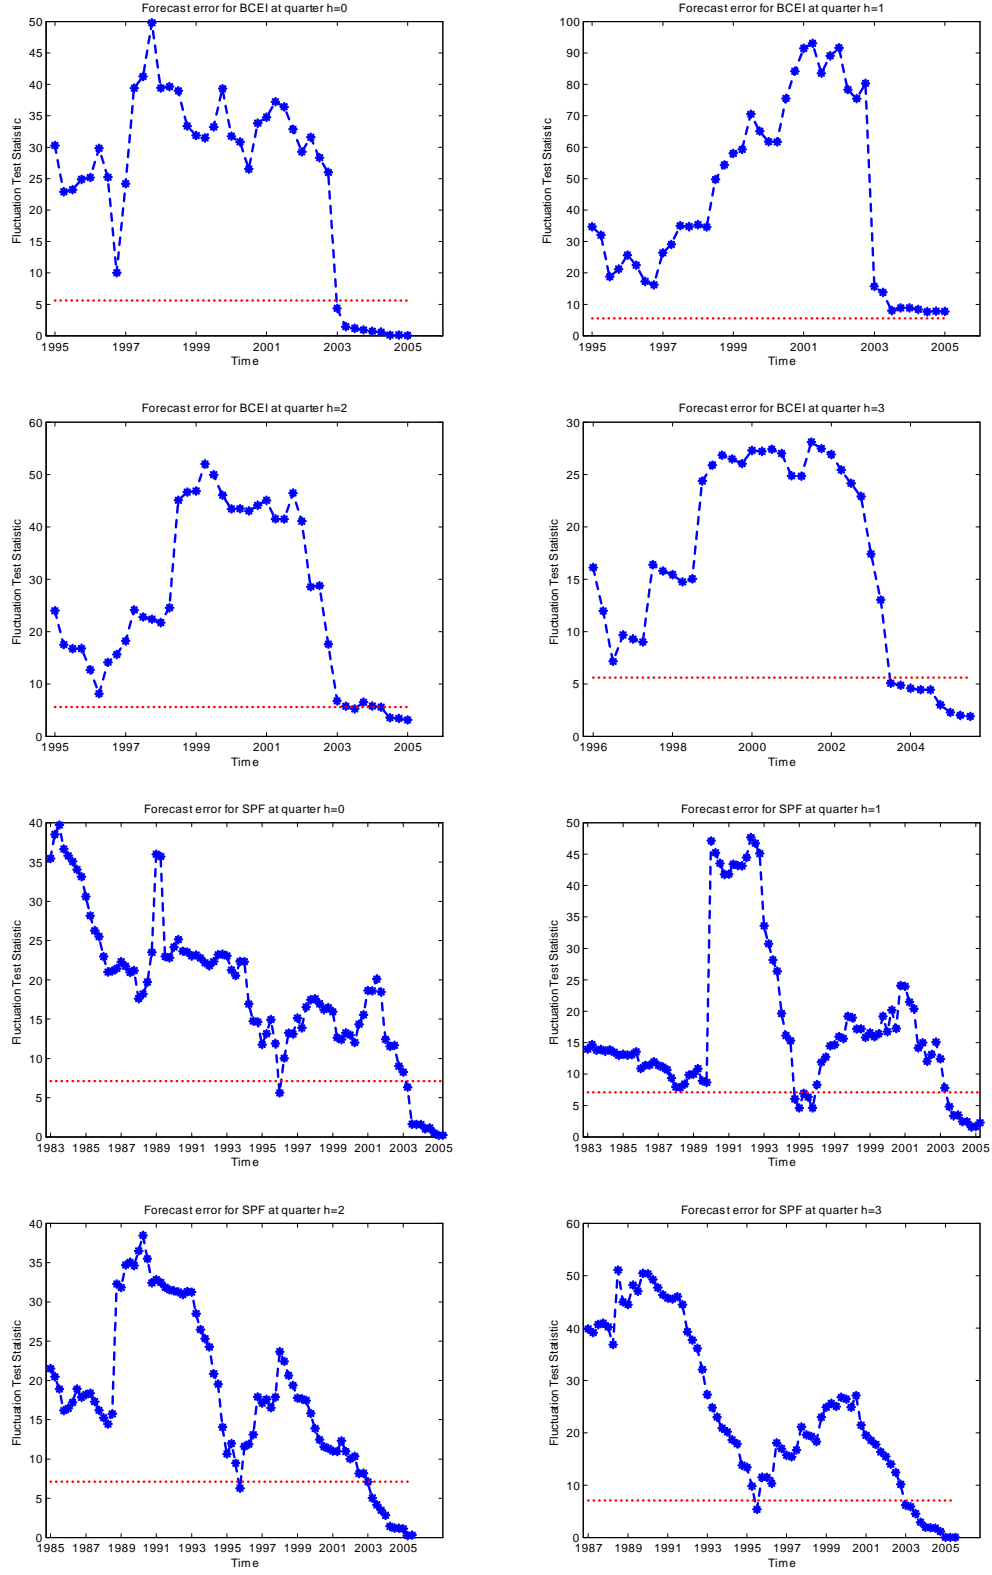 Forecast error for BCEI at quarter h=0
Fluctuation Test Statistic
50
45
40
35
30
25
20
15
10
5
0
1995 1997 1999 2001 2003 2005
Time
Forecast error for BCEI at quarter h=1
Fluctuation Test Statistic
100
90
80
70
60
50
40
30
20
10
0
1995 1997 1999 2001 2003 2005
Time
Forecast error for BCEI at quarter h=2
Fluctuation Test Statistic
60
50
40
30
20
10
0
1995 1997 1999 2001 2003 2005
Time
Forecast error for BCEI at quarter h=3
Fluctuation Test Statistic
30
25
20
15
10
5
0
1996 1998 2000 2002 2004
Time
Forecast error for SPF at quarter h=0
Fluctuation Test Statistic
40
35
30
25
20
15
10
5
0
1983 1985 1987 1989 1991 1993 1995 1997 1999 2001 2003 2005
Time
Forecast error for SPF at quarter h=1
Fluctuation Test Statistic
50
45
40
35
30
25
20
15
10
5
0
1983 1985 1987 1989 1991 1993 1995 1997 1999 2001 2003 2005
Time
Forecast error for SPF at quarter h=2
Fluctuation Test Statistic
40
35
30
25
20
15
10
5
0
1985 1987 1989 1991 1993 1995 1997 1999 2001 2003 2005
Time
Forecast error for SPF at quarter h=3
Fluctuation Test Statistic
60
50
40
30
20
10
0
1987 1989 1991 1993 1995 1997 1999 2001 2003 2005
Time